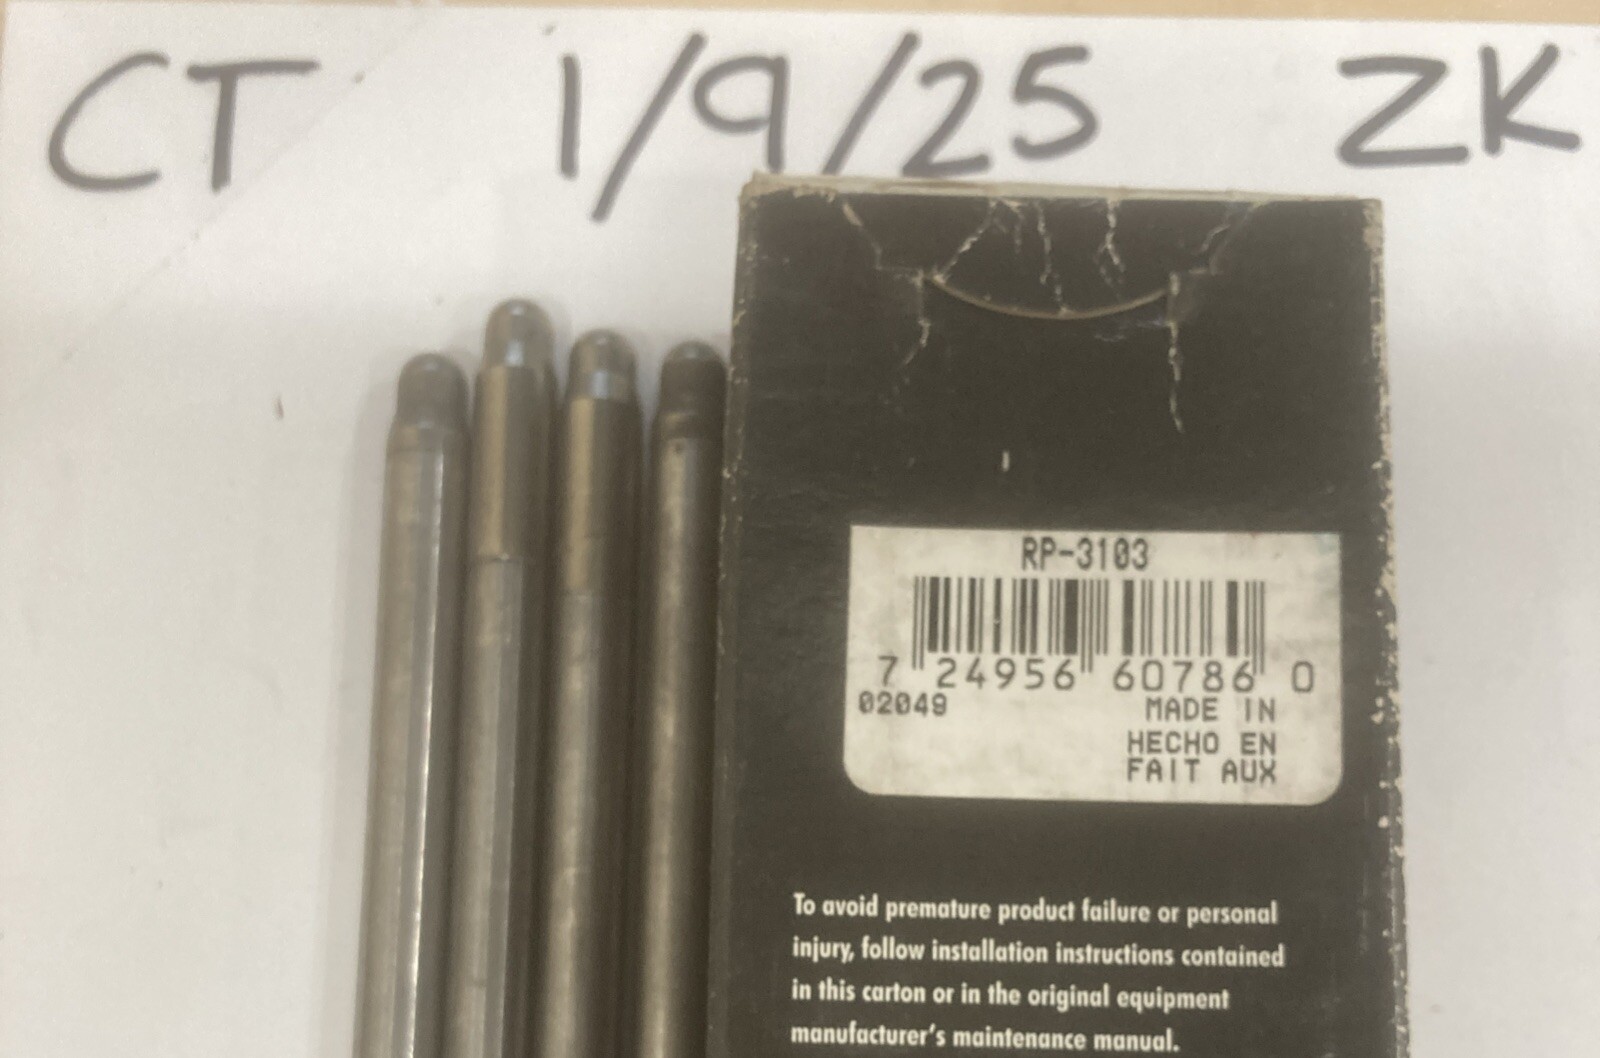 CT 1/9/25 ZK
RP-3103
7 24956 60786 0
02049 MADE IN
HECHO EN
FAIT AUX
To avoid premature product failure or personal
injury, follow installation instructions contained
in this carton or in the original equipment
manufacturer's maintenance manual.